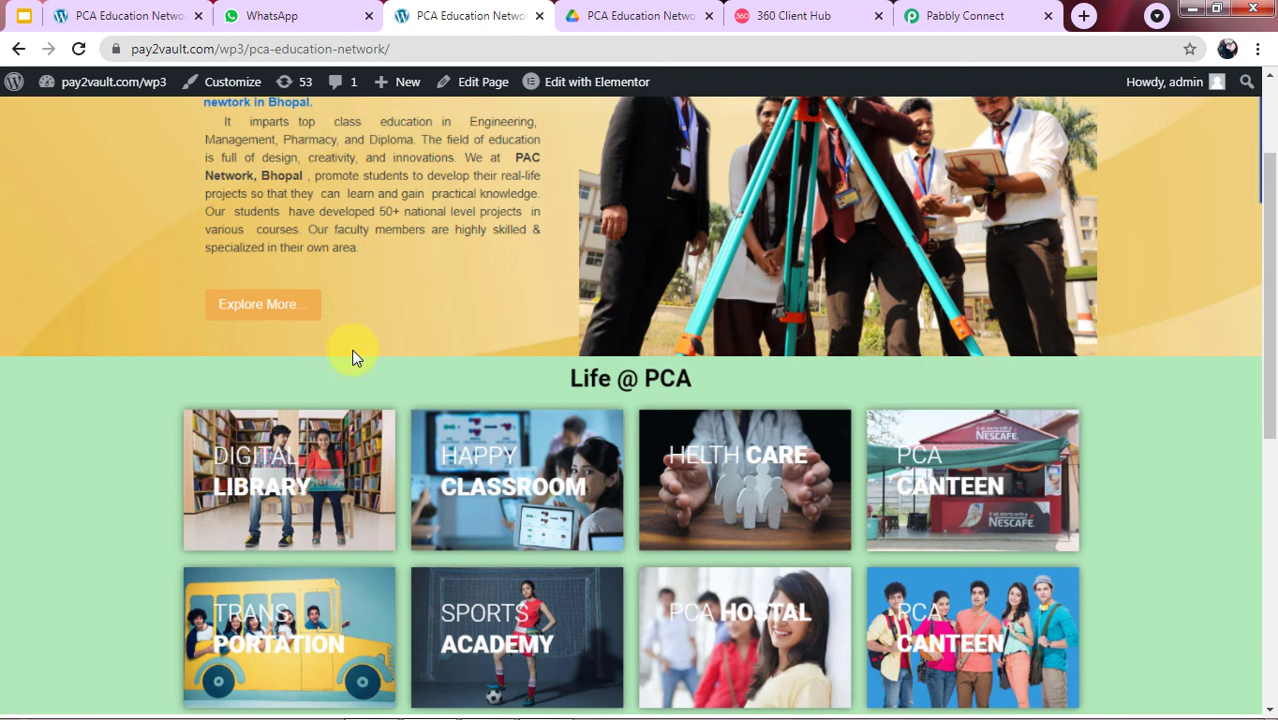 PCA Education Netwo
WhatsApp
PCA Education Netwo
PCA Education Netwo
360 Client Hub
Pabbly Connect
pay2vault.com/wp3/pca-education-network/
pay2vault.com/wp3
Customize
53
1
New
Edit Page
Edit with Elementor
Howdy, admin
newtork in Bhopal.
It imparts top class education in Engineering,
Management, Pharmacy, and Diploma. The field of education
is full of design, creativity, and innovations. We at PAC
Network, Bhopal , promote students to develop their real-life
projects so that they can learn and gain practical knowledge.
Our students have developed 50+ national level projects in
various courses. Our faculty members are highly skilled &
specialized in their own area.
Explore More...
Life @ PCA
DIGITAL
LIBRARY
HAPPY
CLASSROOM
HELTH CARE
PCA
CANTEEN
NESCAFE
NESCAFE
TRANS
PORTATION
SPORTS
ACADEMY
PCA HOSTAL
PCA
CANTEEN